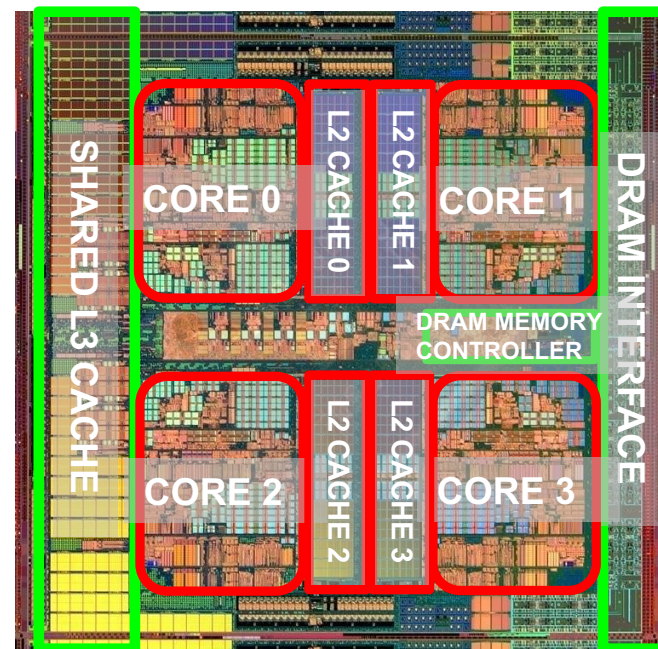 SHARED L3 CACHE
CORE 0
L2 CACHE 0
L2 CACHE 1
CORE 1
DRAM INTERFACE
DRAM MEMORY
CONTROLLER
CORE 2
L2 CACHE 2
L2 CACHE 3
CORE 3